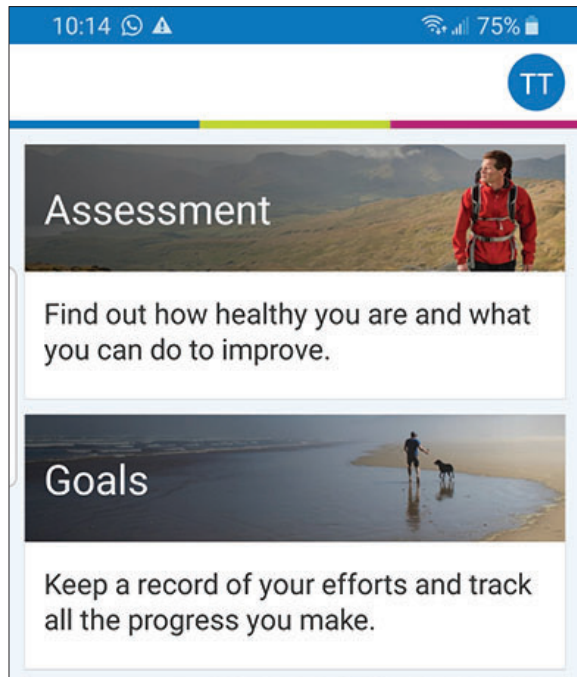 10:14 75%
TT
Assessment
Find out how healthy you are and what
you can do to improve.
Goals
Keep a record of your efforts and track
all the progress you make.